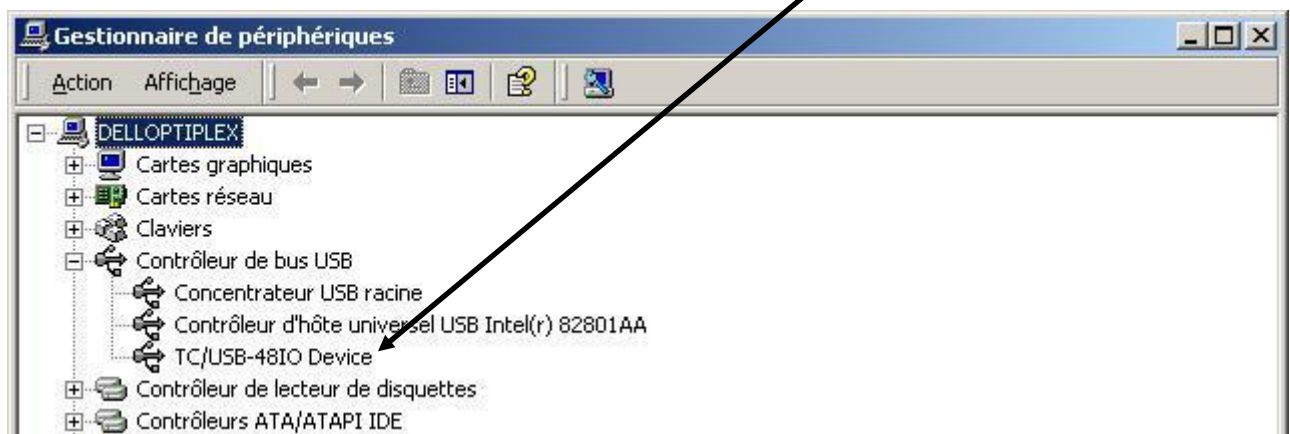 Gestionnaire de périphériques
Action Affichage
DELLOPTIPLEX
Cartes graphiques
Cartes réseau
Claviers
Contrôleur de bus USB
Concentrateur USB racine
Contrôleur d'hôte universel USB Intel(r) 82801AA
TC/USB-48IO Device
Contrôleur de lecteur de disquettes
Contrôleurs ATA/ATAPI IDE